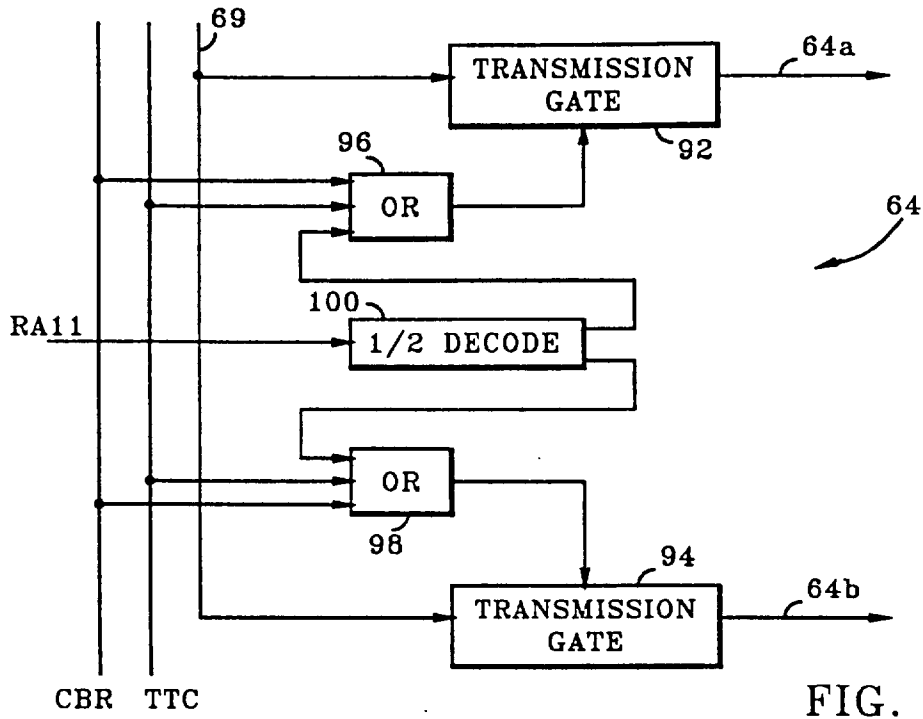 69
TRANSMISSION
GATE
64a
92
96
OR
64
100
RA11
1/2 DECODE
OR
98
94
TRANSMISSION
GATE
64b
CBR
TTC
FIG.